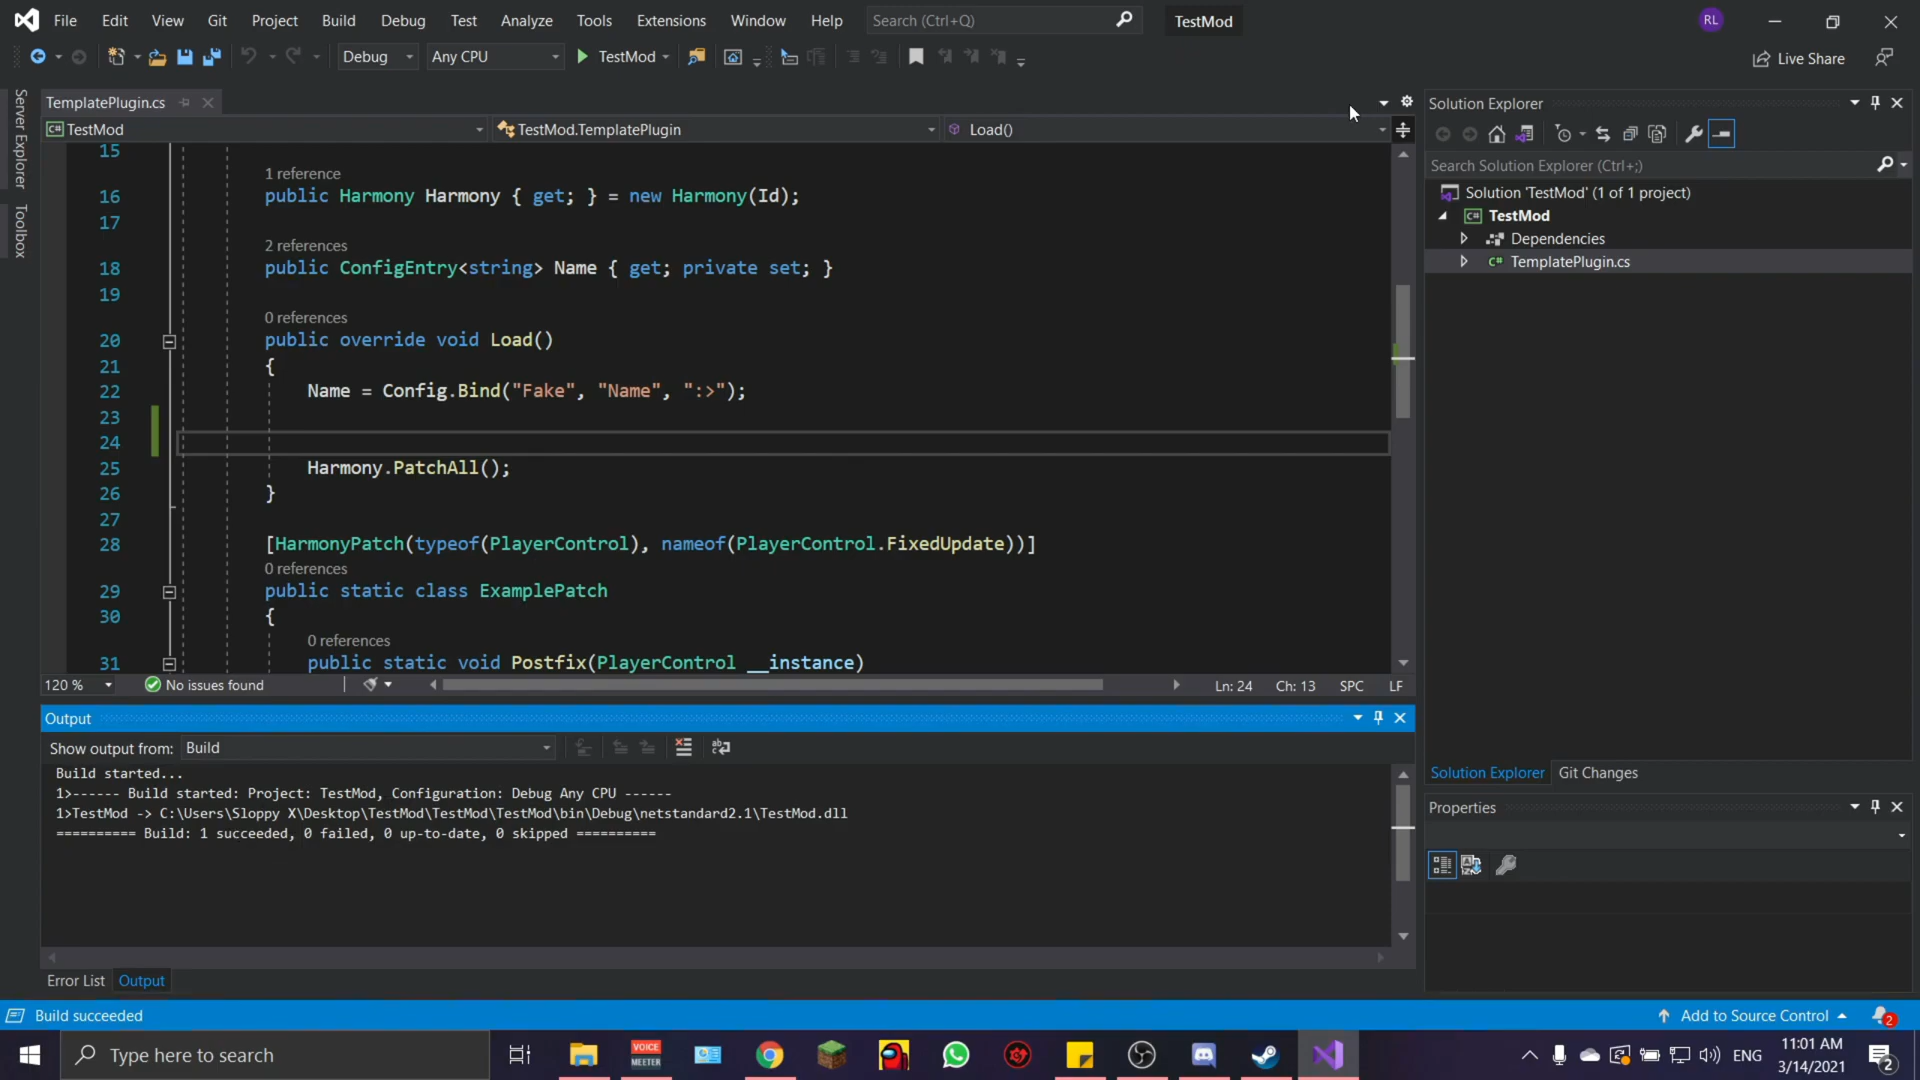 File Edit View Git Project Build Debug Test Analyze Tools Extensions Window Help Search (Ctrl+Q) TestMod RL
Debug Any CPU TestMod Live Share
Server Explorer
Toolbox
TemplatePlugin.cs
C# TestMod TestMod.TemplatePlugin Load()
15
1 reference
16 public Harmony Harmony { get; } = new Harmony(Id);
17
2 references
18 public ConfigEntry<string> Name { get; private set; }
19
0 references
20 public override void Load()
21 {
22 Name = Config.Bind("Fake", "Name", ":>");
23
24
25 Harmony.PatchAll();
26 }
27
28 [HarmonyPatch(typeof(PlayerControl), nameof(PlayerControl.FixedUpdate))]
0 references
29 public static class ExamplePatch
30 {
0 references
31 public static void Postfix(PlayerControl __instance)
120 % No issues found Ln: 24 Ch: 13 SPC LF
Output
Show output from: Build
Build started...
1>------ Build started: Project: TestMod, Configuration: Debug Any CPU ------
1>TestMod -> C:\Users\Sloppy X\Desktop\TestMod\TestMod\TestMod\bin\Debug\netstandard2.1\TestMod.dll
========== Build: 1 succeeded, 0 failed, 0 up-to-date, 0 skipped ==========
Error List Output
Solution Explorer
Search Solution Explorer (Ctrl+;)
Solution 'TestMod' (1 of 1 project)
C# TestMod
Dependencies
C# TemplatePlugin.cs
Solution Explorer Git Changes
Properties
Build succeeded Add to Source Control 2
Type here to search VOICE MEETER ENG 11:01 AM
3/14/2021 2